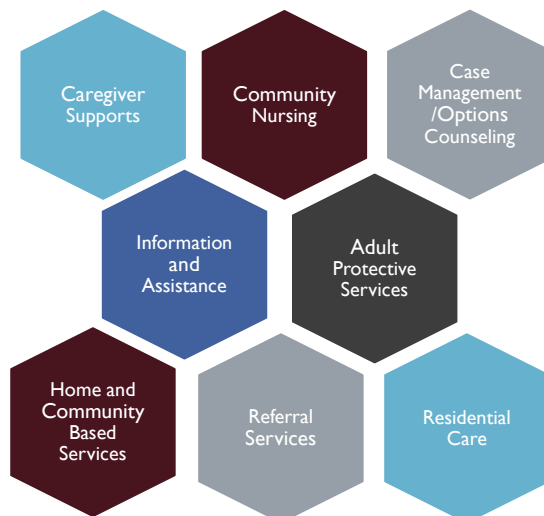 Caregiver
Supports
Community
Nursing
Case
Management
/Options
Counseling
Information
and
Assistance
Adult
Protective
Services
Home and
Community
Based
Services
Referral
Services
Residential
Care